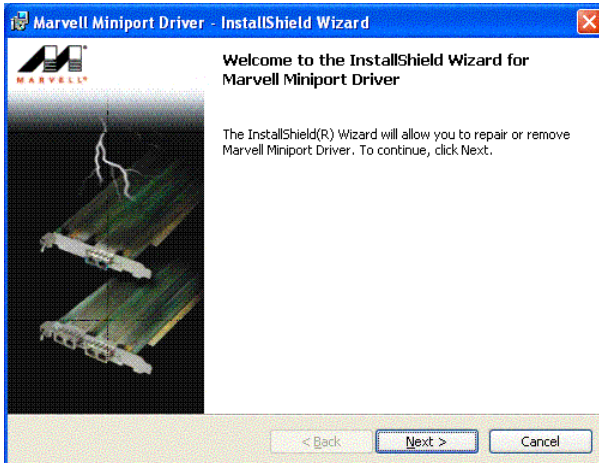 Marvell Miniport Driver - InstallShield Wizard
MARVELL®
Welcome to the InstallShield Wizard for
Marvell Miniport Driver
The InstallShield(R) Wizard will allow you to repair or remove
Marvell Miniport Driver. To continue, click Next.
< Back
Next >
Cancel